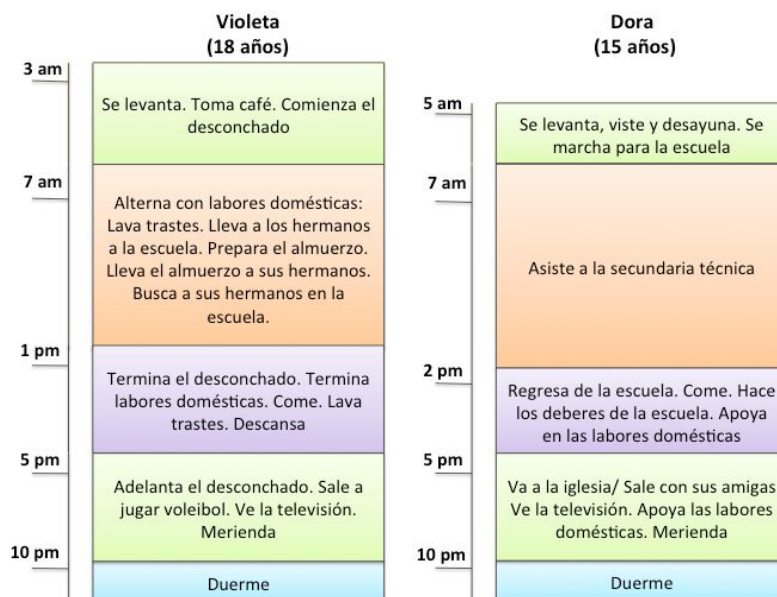 Violeta
(18 años)
3 am
Se levanta. Toma café. Comienza el
desconchado
7 am
Alterna con labores domésticas:
Lava trastes. Lleva a los hermanos
a la escuela. Prepara el almuerzo.
Lleva el almuerzo a sus hermanos.
Busca a sus hermanos en la
escuela.
1 pm
Termina el desconchado. Termina
labores domésticas. Come. Lava
trastes. Descansa
5 pm
Adelanta el desconchado. Sale a
jugar voleibol. Ve la televisión.
Merienda
10 pm
Duerme
Dora
(15 años)
5 am
Se levanta, viste y desayuna. Se
marcha para la escuela
7 am
Asiste a la secundaria técnica
2 pm
Regresa de la escuela. Come. Hace
los deberes de la escuela. Apoya
en las labores domésticas
5 pm
Va a la iglesia/ Sale con sus amigas
Ve la televisión. Apoya las labores
domésticas. Merienda
10 pm
Duerme